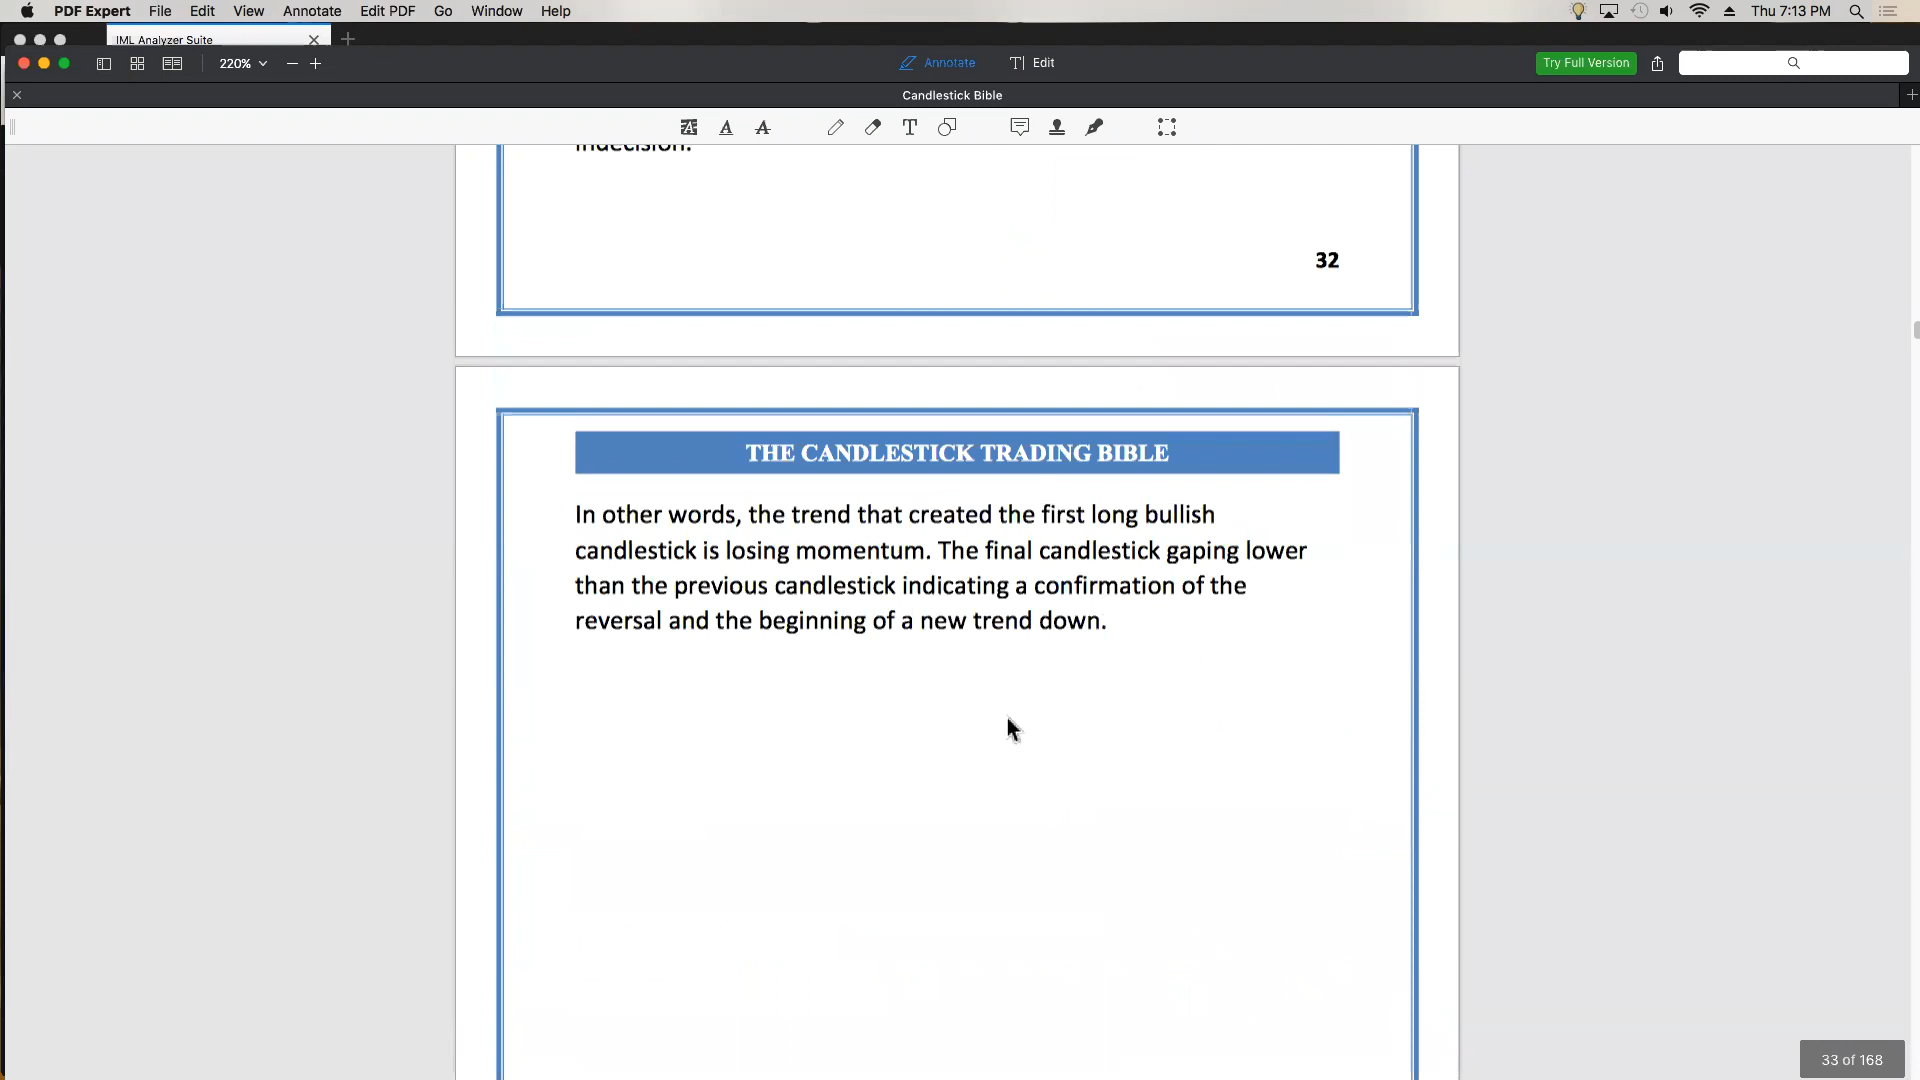 PDF Expert File Edit View Annotate Edit PDF Go Window Help Thu 7:13 PM
IML Analyzer Suite
220% Annotate Edit Try Full Version
Candlestick Bible
indecision.
32
THE CANDLESTICK TRADING BIBLE
In other words, the trend that created the first long bullish
candlestick is losing momentum. The final candlestick gaping lower
than the previous candlestick indicating a confirmation of the
reversal and the beginning of a new trend down.
33 of 168